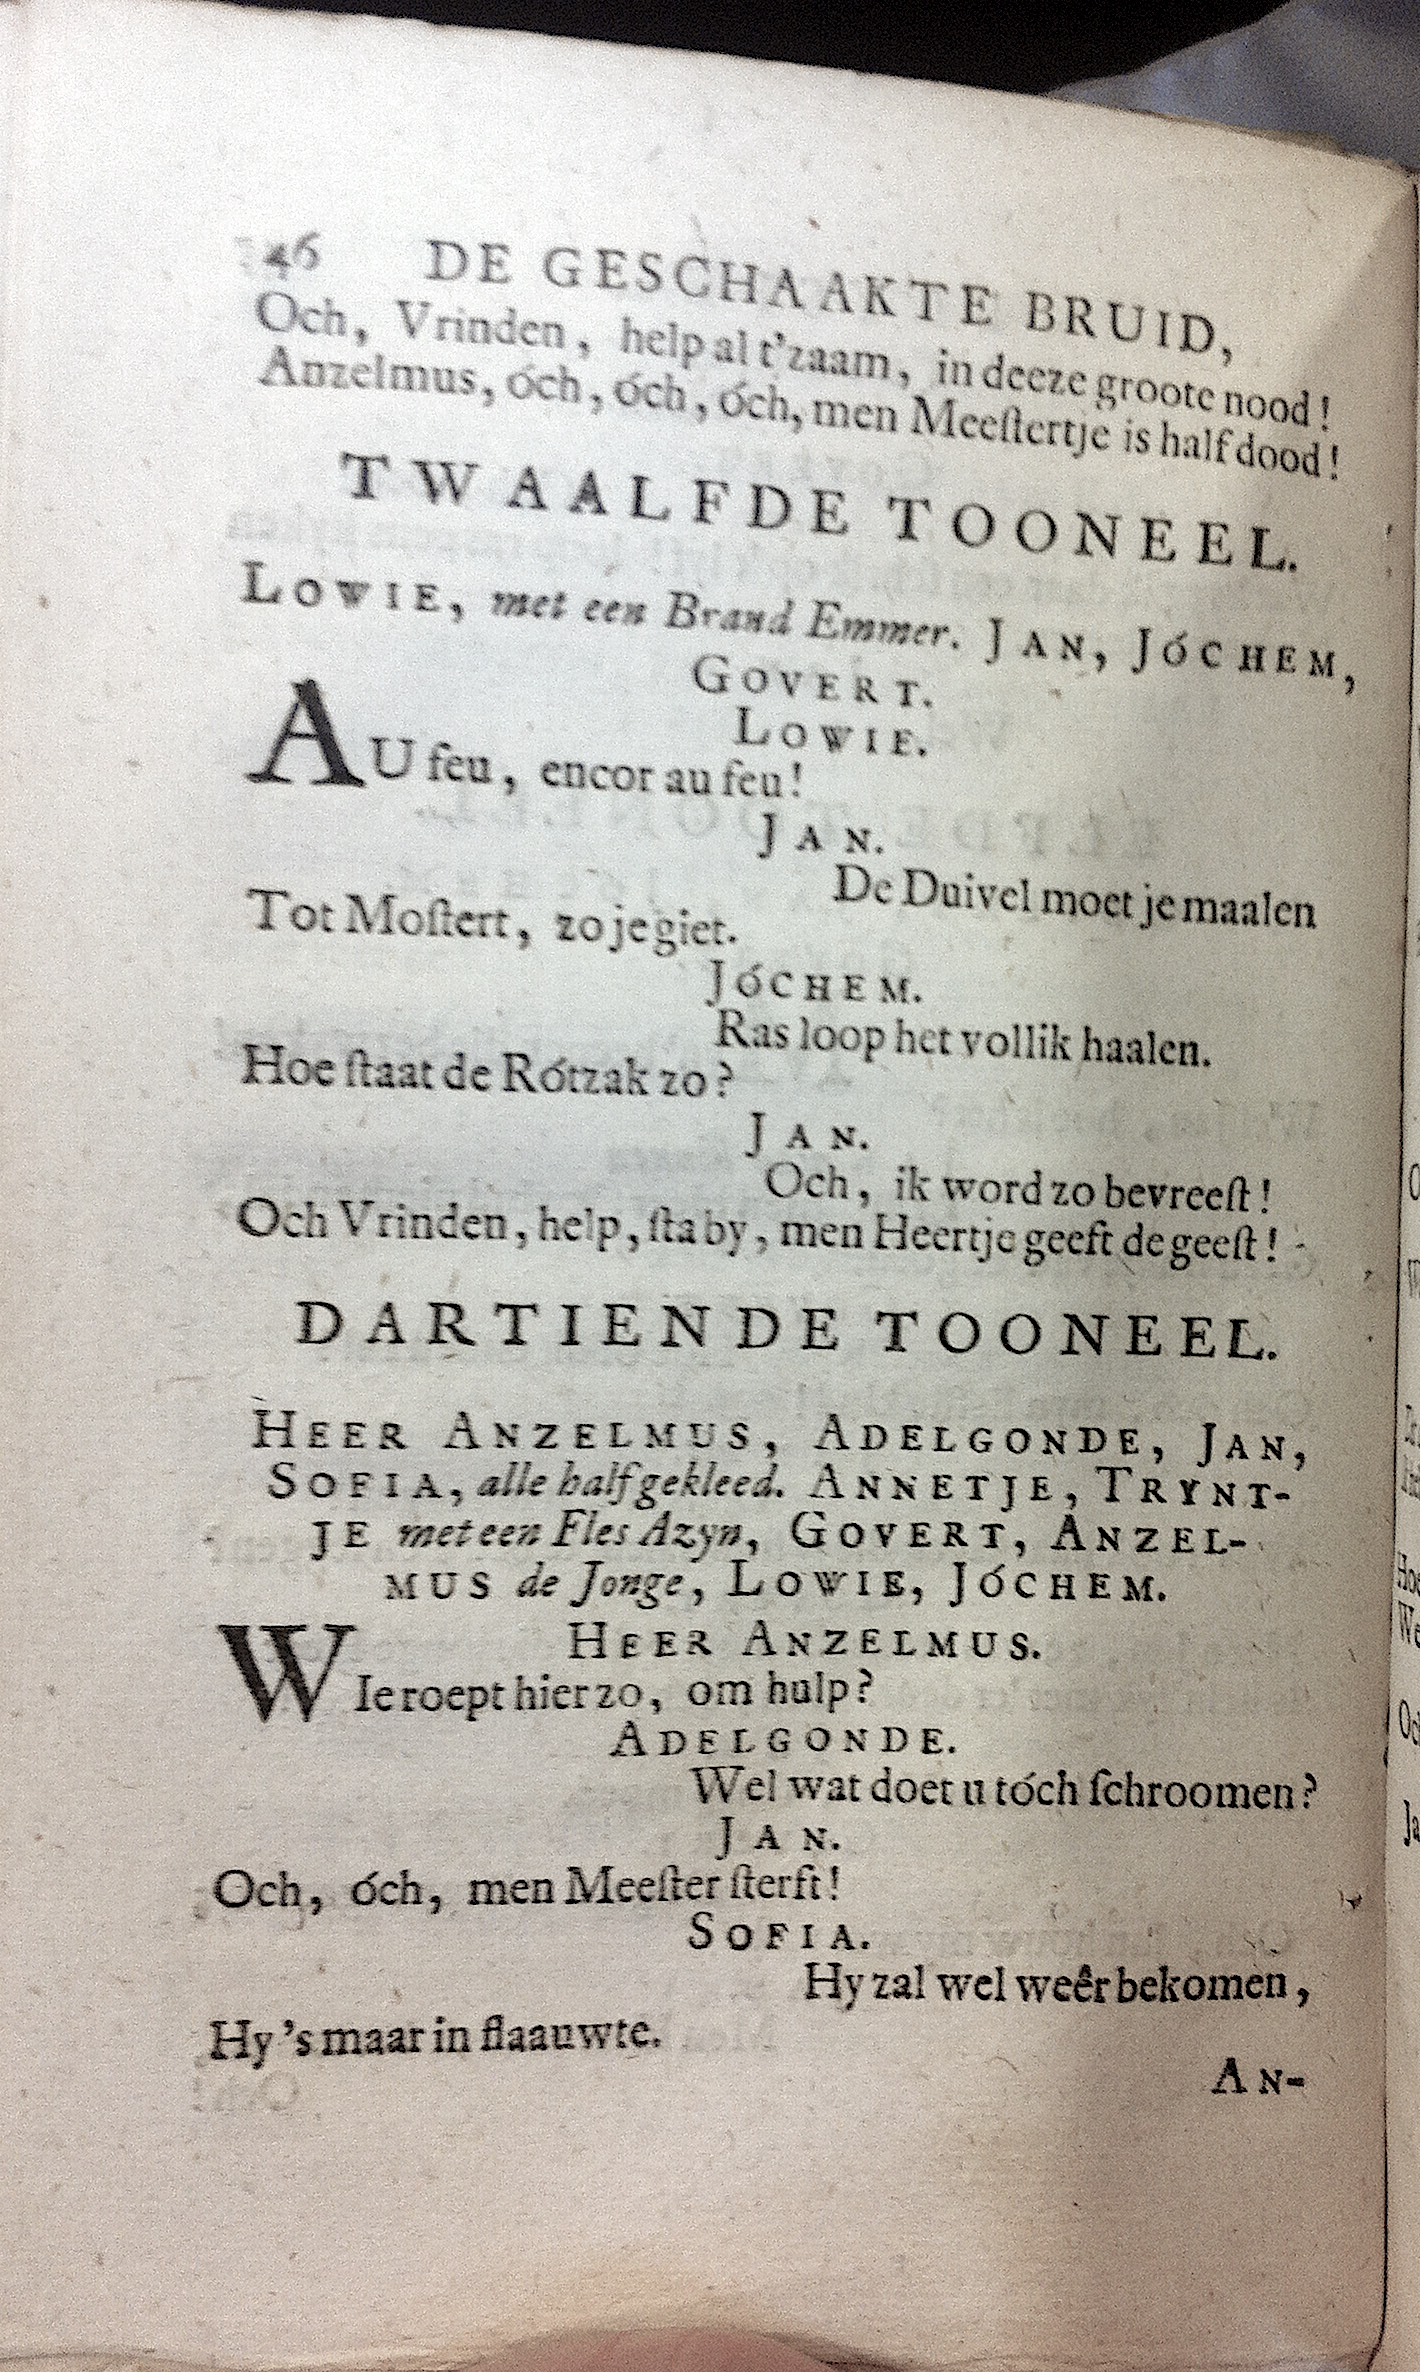 46 DE GESCHAAKTE BRUID,
Och, Vrinden, help al t'zaam, in deeze groote nood!
Anzelmus, óch, óch, óch, men Meeſtertje is half dood!
TWAALFDE TOONEEL.
LOWIE, met een Brand Emmer. JAN, JÓCHEM,
GOVERT.
LOWIE.
AU feu, encor au feu!
JAN.
De Duivel moet je maalen
Tot Moſtert, zo je giet.
JÓCHEM.
Ras loop het vollik haalen.
Hoe ſtaat de Rótzak zo?
JAN.
Och, ik word zo bevreeſt!
Och Vrinden, help, ſta by, men Heertje geeft de geeſt!
DARTIENDE TOONEEL.
HEER ANZELMUS, ADELGONDE, JAN,
SOFIA, alle half gekleed. ANNETJE, TRYNT-
JE met een Fles Azyn, GOVERT, ANZEL-
MUS de Jonge, LOWIE, JÓCHEM.
HEER ANZELMUS.
WIe roept hier zo, om hulp?
ADELGONDE.
Wel wat doet u tóch ſchroomen?
JAN.
Och, óch, men Meeſter ſterft!
SOFIA.
Hy zal wel weêr bekomen,
Hy 's maar in flaauwte.
AN-